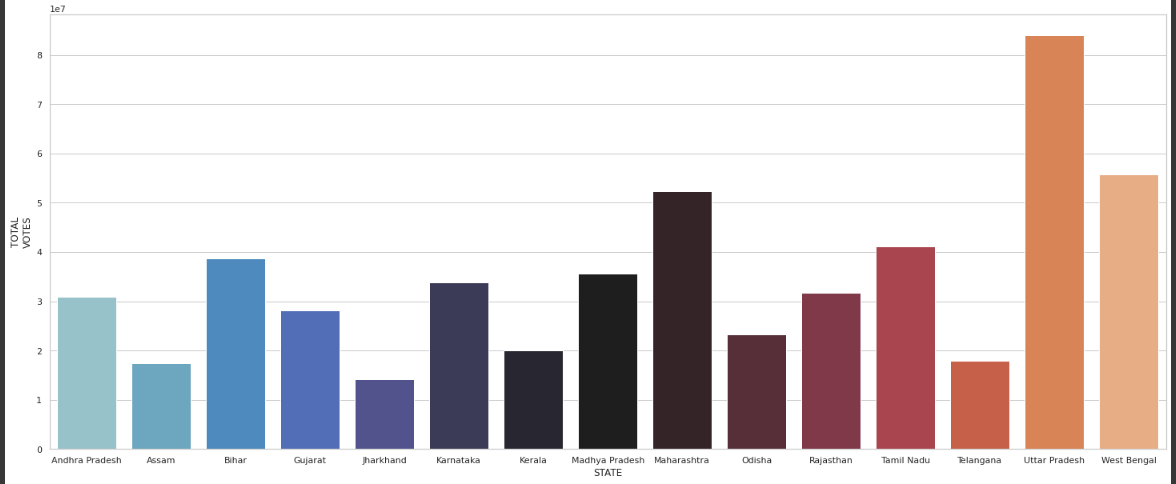 1e7
8
7
6
5
4
3
2
1
0
TOTAL
VOTES
Andhra Pradesh Assam Bihar Gujarat Jharkhand Karnataka Kerala Madhya Pradesh Maharashtra Odisha Rajasthan Tamil Nadu Telangana Uttar Pradesh West Bengal
STATE